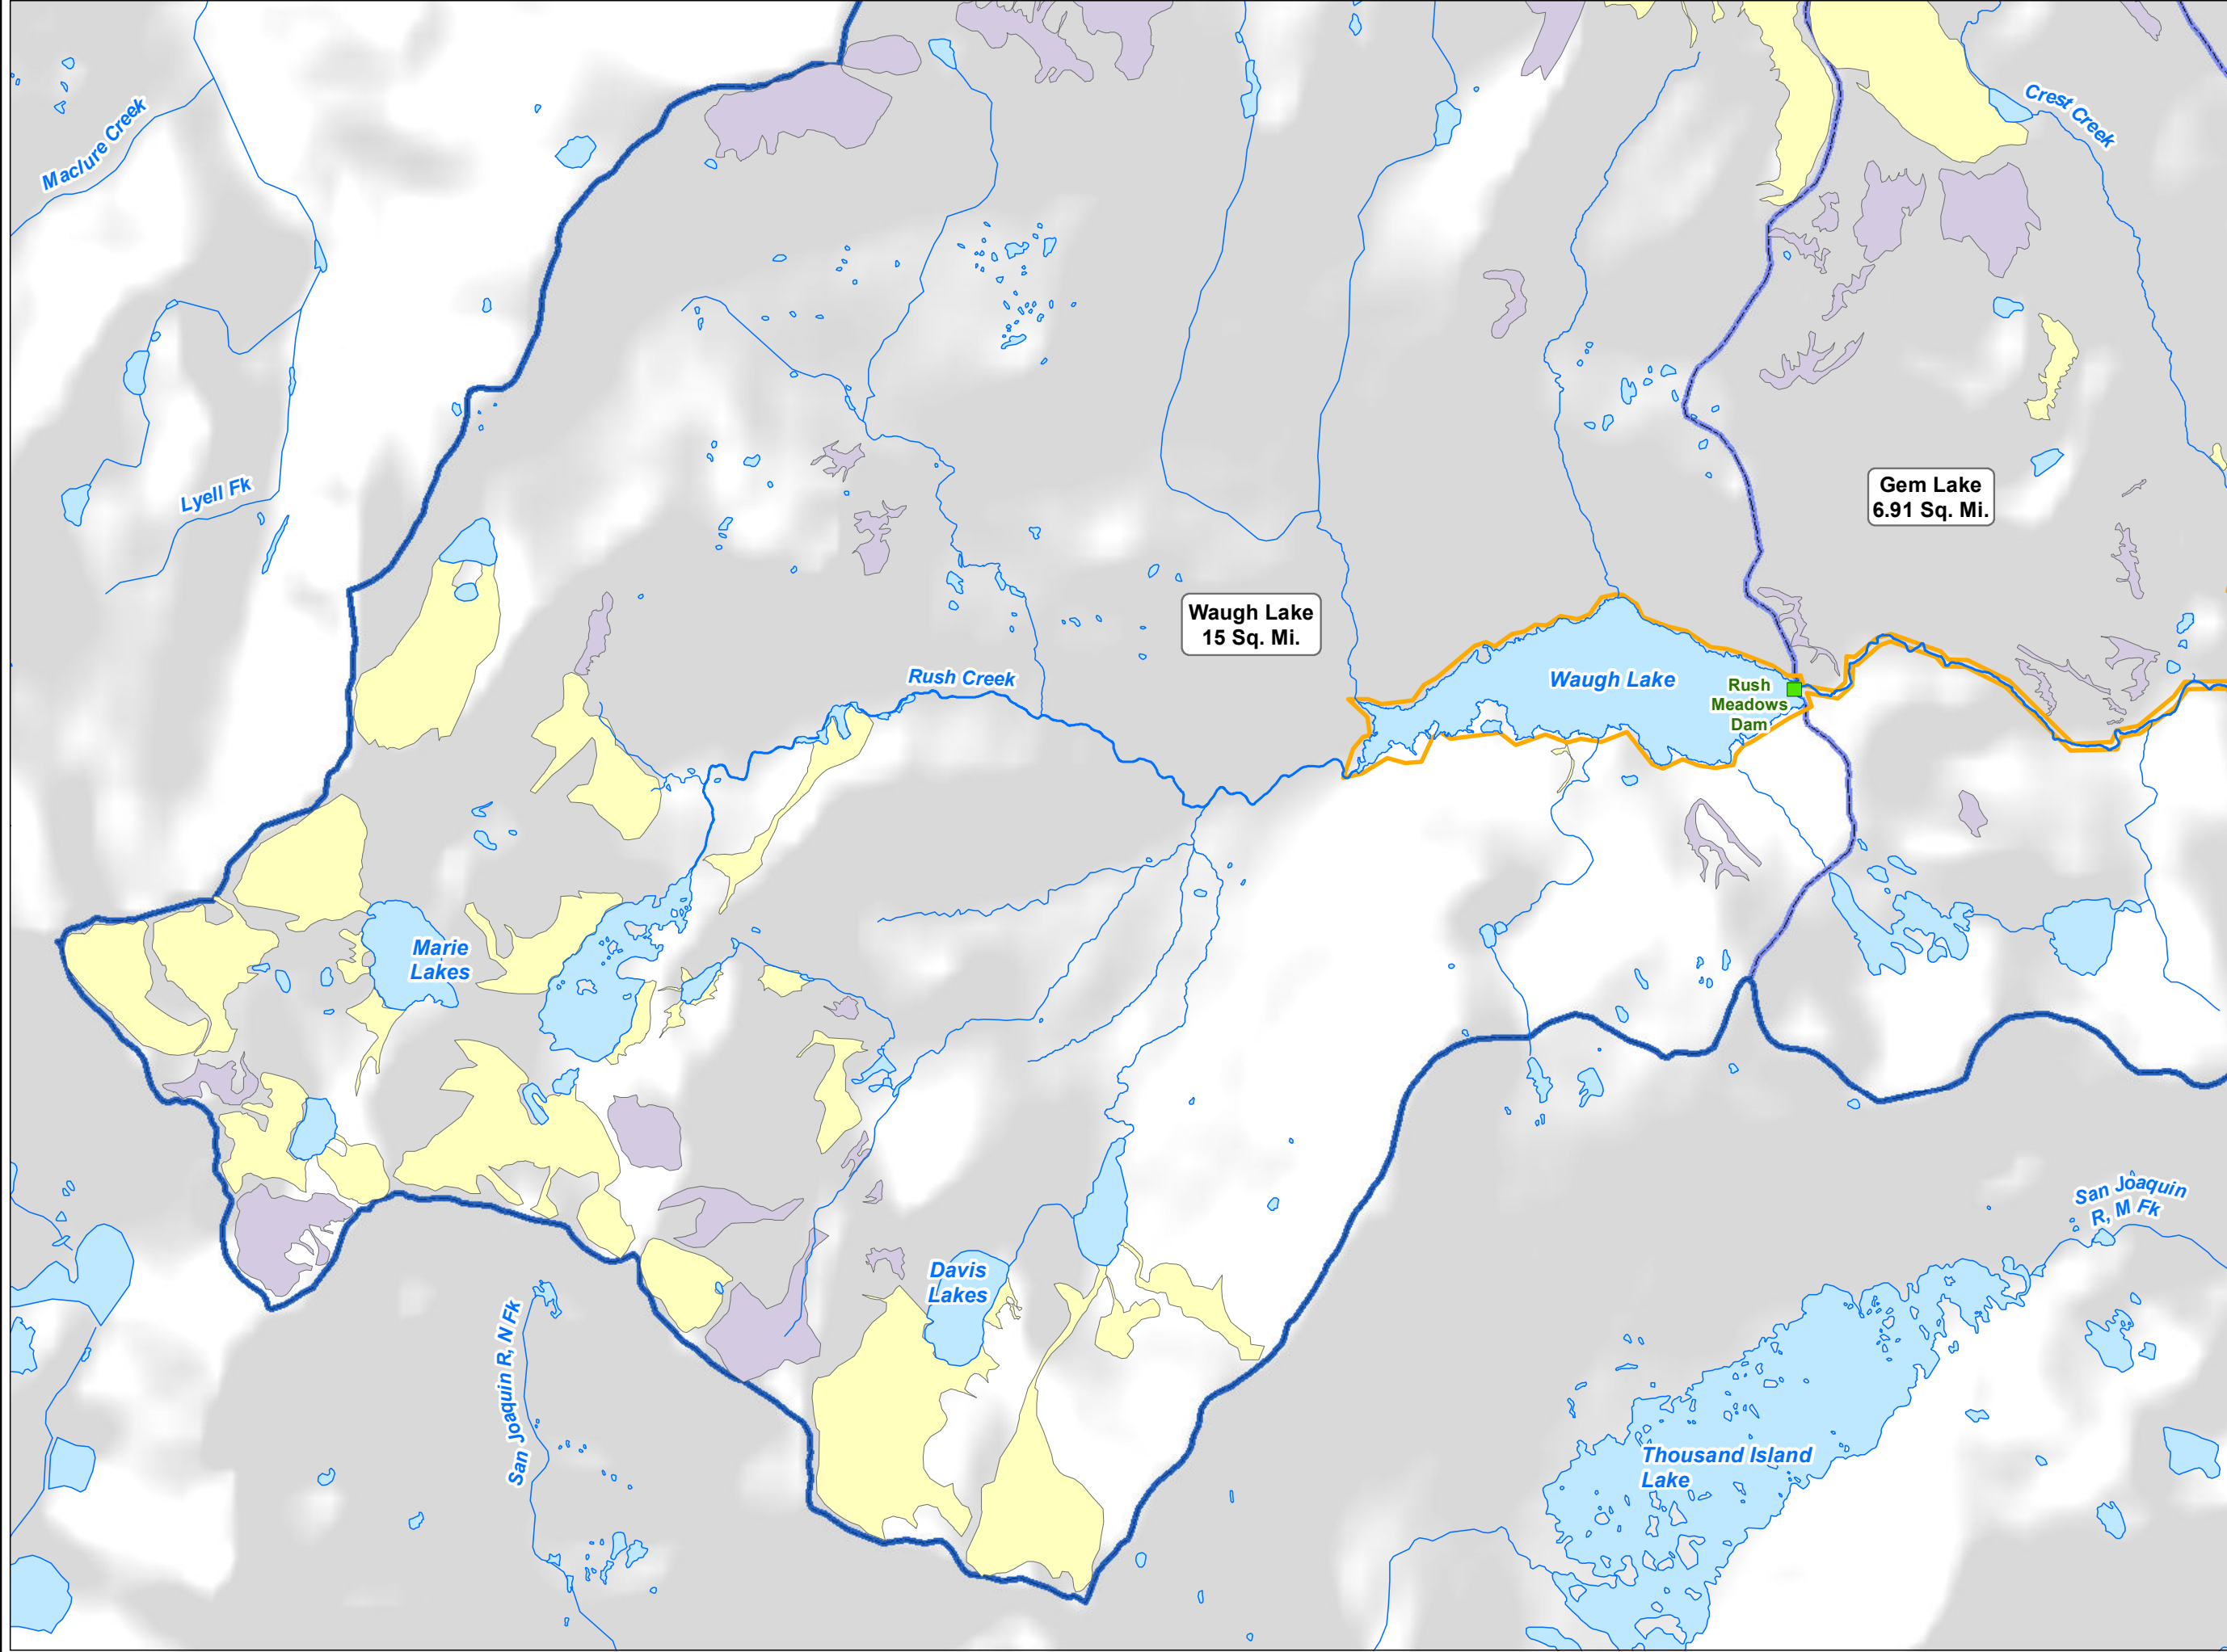 Maclure Creek
Crest Creek
Lyell Fk
Gem Lake
6.91 Sq. Mi.
Waugh Lake
15 Sq. Mi.
Rush Creek
Waugh Lake
Rush
Meadows
Dam
Marie
Lakes
San Joaquin
R, M Fk
Davis
Lakes
San Joaquin R, N Fk
Thousand Island
Lake